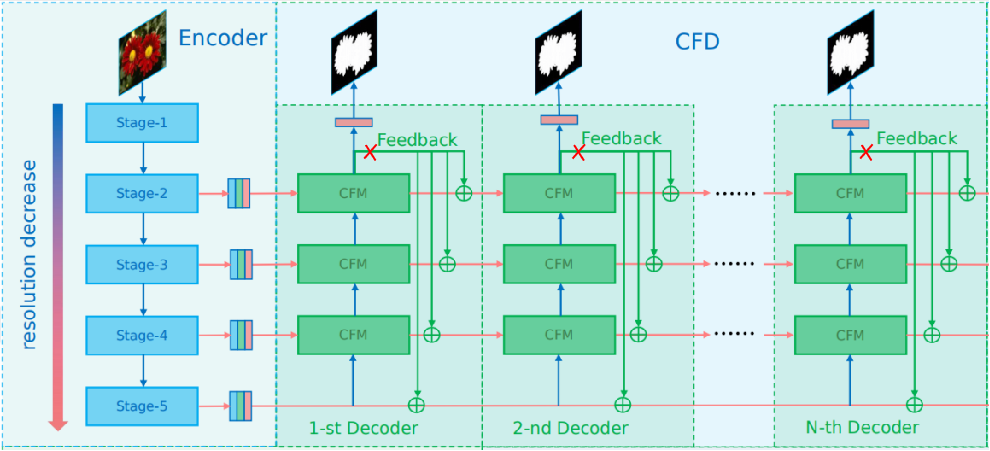 Encoder
CFD
Stage-1
Feedback
Feedback
Feedback
Stage-2
CFM
CFM
......
CFM
resolution decrease
Stage-3
CFM
CFM
......
CFM
Stage-4
CFM
CFM
......
CFM
Stage-5
1-st Decoder
2-nd Decoder
N-th Decoder